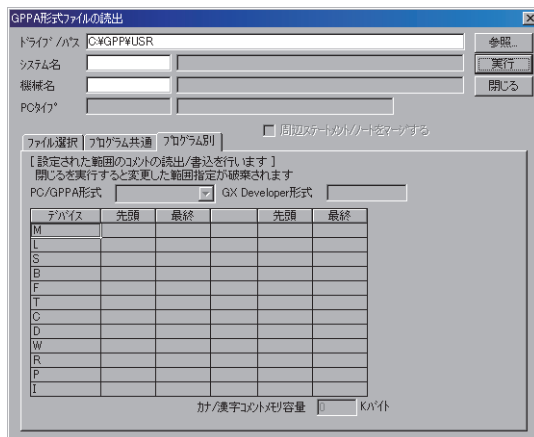 GPPA形式ファイルの読出
ドライブ/パス C:¥GPP¥USR 参照...
システム名 実行
機械名 閉じる
PCタイプ
周辺ステートメント/ノートをマージする
ファイル選択 プログラム共通 プログラム別
[ 設定された範囲のコメントの読出/書込を行います ]
閉じるを実行すると変更した範囲指定が破棄されます
PC/GPPA形式 GX Developer形式
デバイス 先頭 最終 先頭 最終
M
L
S
B
F
T
C
D
W
R
P
I
カナ/漢字コメントメモリ容量 0 Kバイト